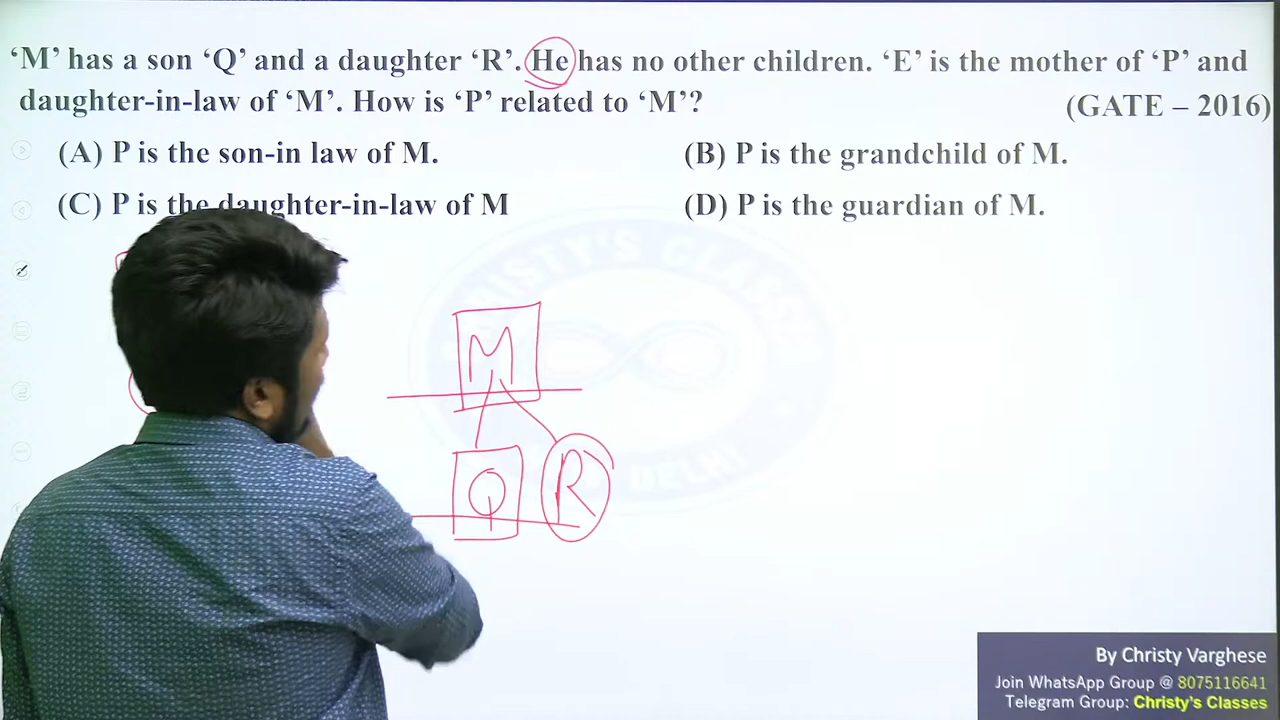 ‘M’ has a son ‘Q’ and a daughter ‘R’. He has no other children. ‘E’ is the mother of ‘P’ and
daughter-in-law of ‘M’. How is ‘P’ related to ‘M’?
(GATE – 2016)
(A) P is the son-in law of M.
(B) P is the grandchild of M.
(C) P is the daughter-in-law of M
(D) P is the guardian of M.
M
Q R
By Christy Varghese
Join WhatsApp Group @ 8075116641
Telegram Group: Christy's Classes